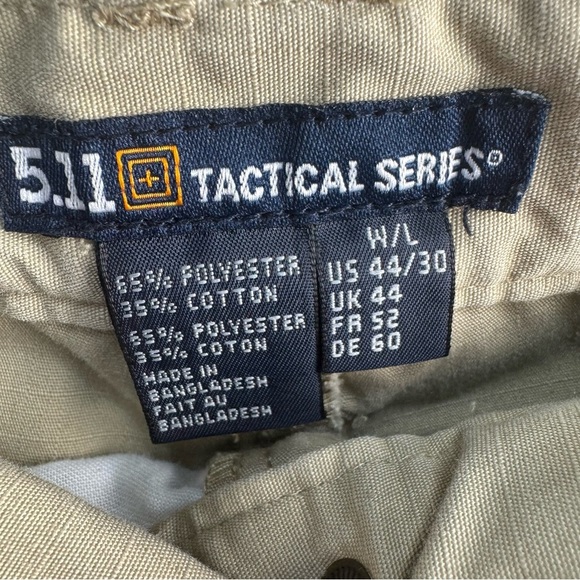 5.11 TACTICAL SERIES®
65% POLYESTER
35% COTTON
65% POLYESTER
35% COTON
MADE IN
BANGLADESH
FAIT AU
BANGLADESH
W/L
US 44/30
UK 44
FR 52
DE 60